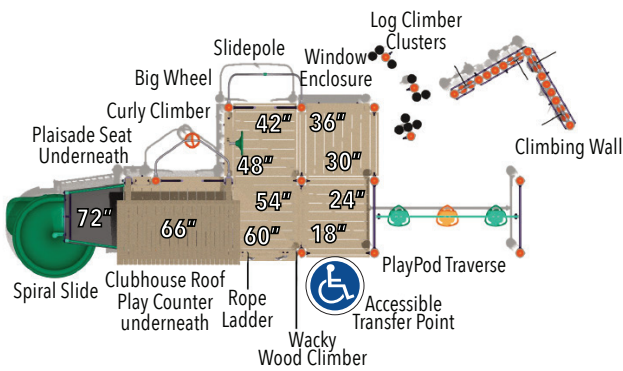 Log Climber
Clusters
Slidepole
Window
Enclosure
Big Wheel
Curly Climber
Plaisade Seat
Underneath
Climbing Wall
42"
36"
48"
30"
72"
66"
54"
24"
60"
18"
PlayPod Traverse
Spiral Slide
Clubhouse Roof
Play Counter
underneath
Rope
Ladder
Accessible
Transfer Point
Wacky
Wood Climber